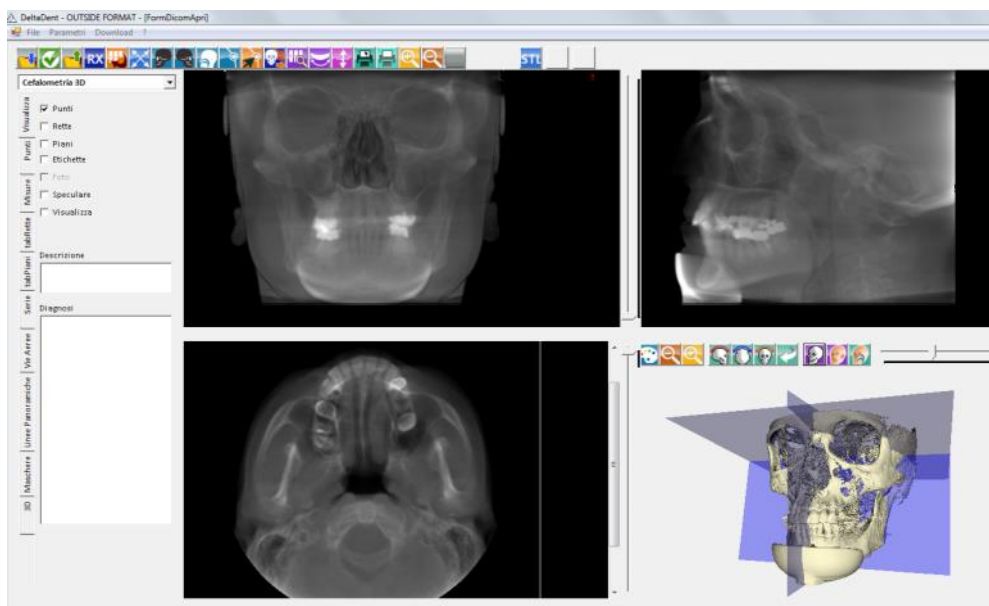 DeltaDent - OUTSIDE FORMAT - [FormDicomApri]
File Parametri Download ?
RX
STL
Cefalometria 3D
Visualizza
Punti
Misure
tabRette
tabPiani
Serie
Vie Aeree
Linee Panoramiche
Maschere
3D
Punti
Rette
Piani
Etichette
Foto
Speculare
Visualizza
Descrizione
Diagnosi